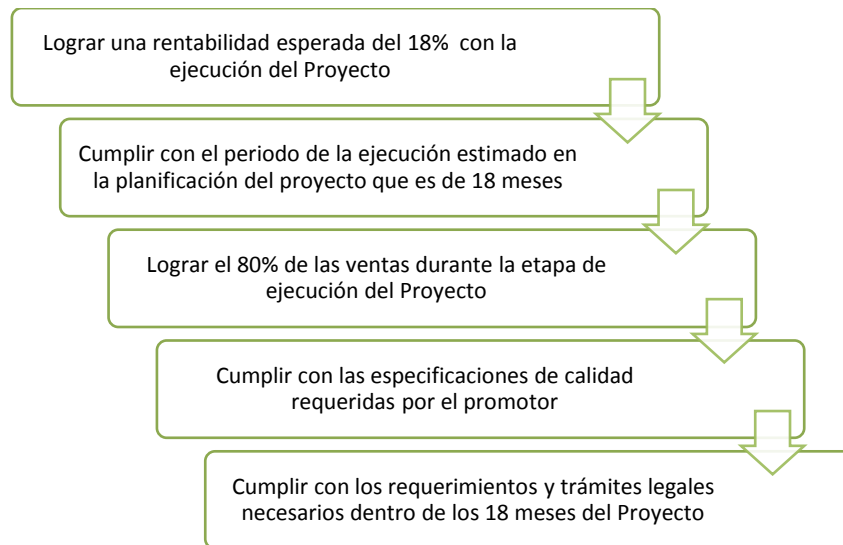 Lograr una rentabilidad esperada del 18% con la
ejecución del Proyecto
Cumplir con el periodo de la ejecución estimado en
la planificación del proyecto que es de 18 meses
Lograr el 80% de las ventas durante la etapa de
ejecución del Proyecto
Cumplir con las especificaciones de calidad
requeridas por el promotor
Cumplir con los requerimientos y trámites legales
necesarios dentro de los 18 meses del Proyecto